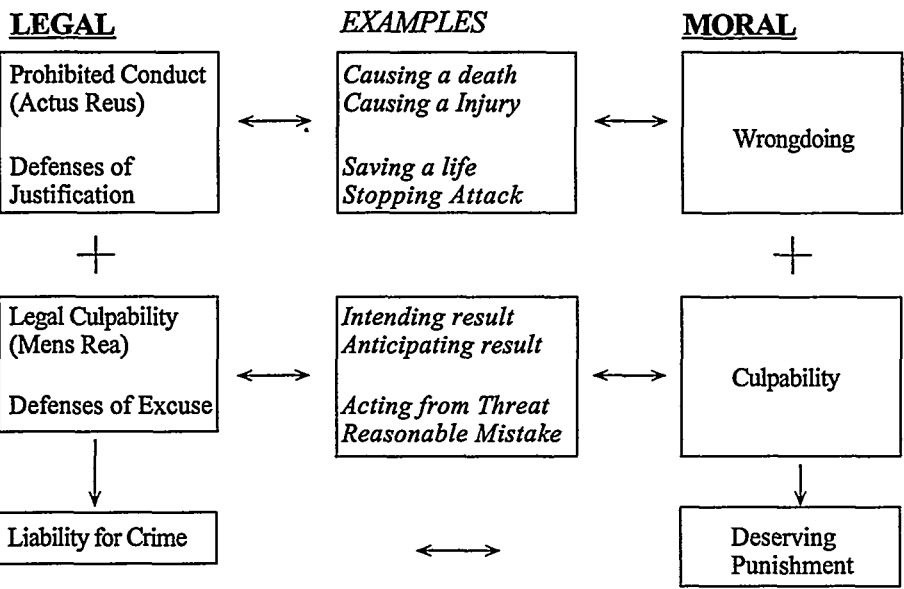 LEGAL
EXAMPLES
MORAL
Prohibited Conduct
(Actus Reus)
Defenses of
Justification
Causing a death
Causing a Injury
Saving a life
Stopping Attack
Wrongdoing
Legal Culpability
(Mens Rea)
Defenses of Excuse
Intending result
Anticipating result
Acting from Threat
Reasonable Mistake
Culpability
Liability for Crime
Deserving
Punishment